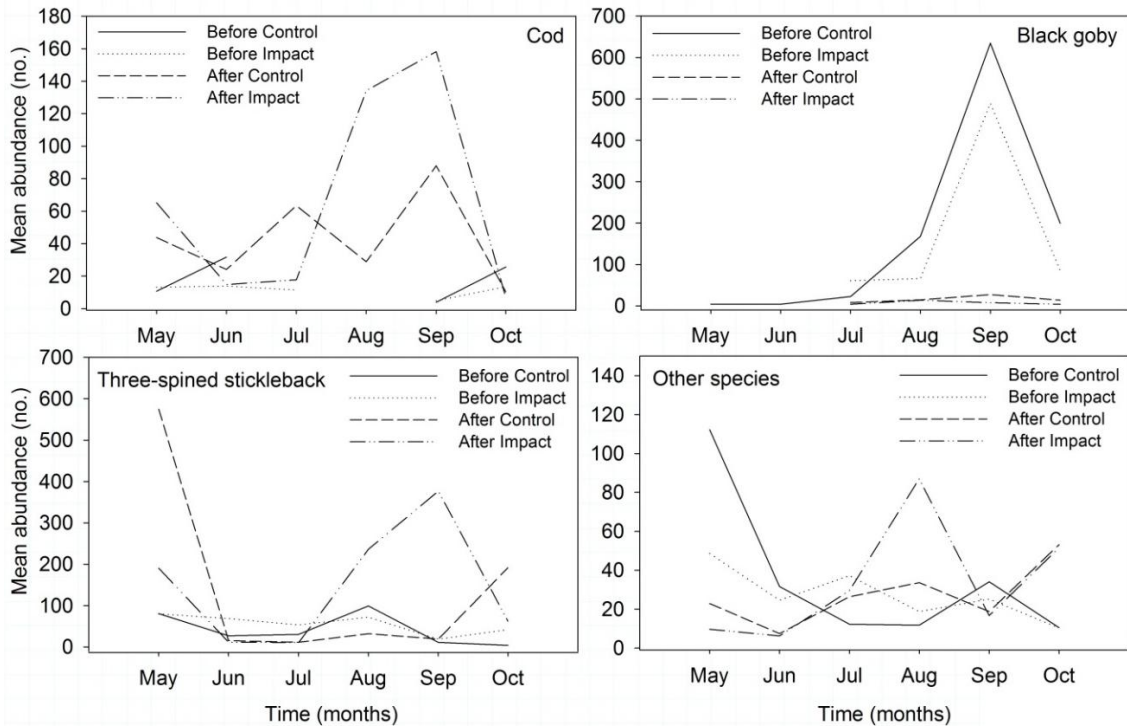 Cod
Before Control
Before Impact
After Control
After Impact
Mean abundance (no.)
180
160
140
120
100
80
60
40
20
0
May Jun Jul Aug Sep Oct
Black goby
Before Control
Before Impact
After Control
After Impact
700
600
500
400
300
200
100
0
May Jun Jul Aug Sep Oct
Three-spined stickleback
Before Control
Before Impact
After Control
After Impact
Mean abundance (no.)
700
600
500
400
300
200
100
0
May Jun Jul Aug Sep Oct
Time (months)
Other species
Before Control
Before Impact
After Control
After Impact
140
120
100
80
60
40
20
0
May Jun Jul Aug Sep Oct
Time (months)